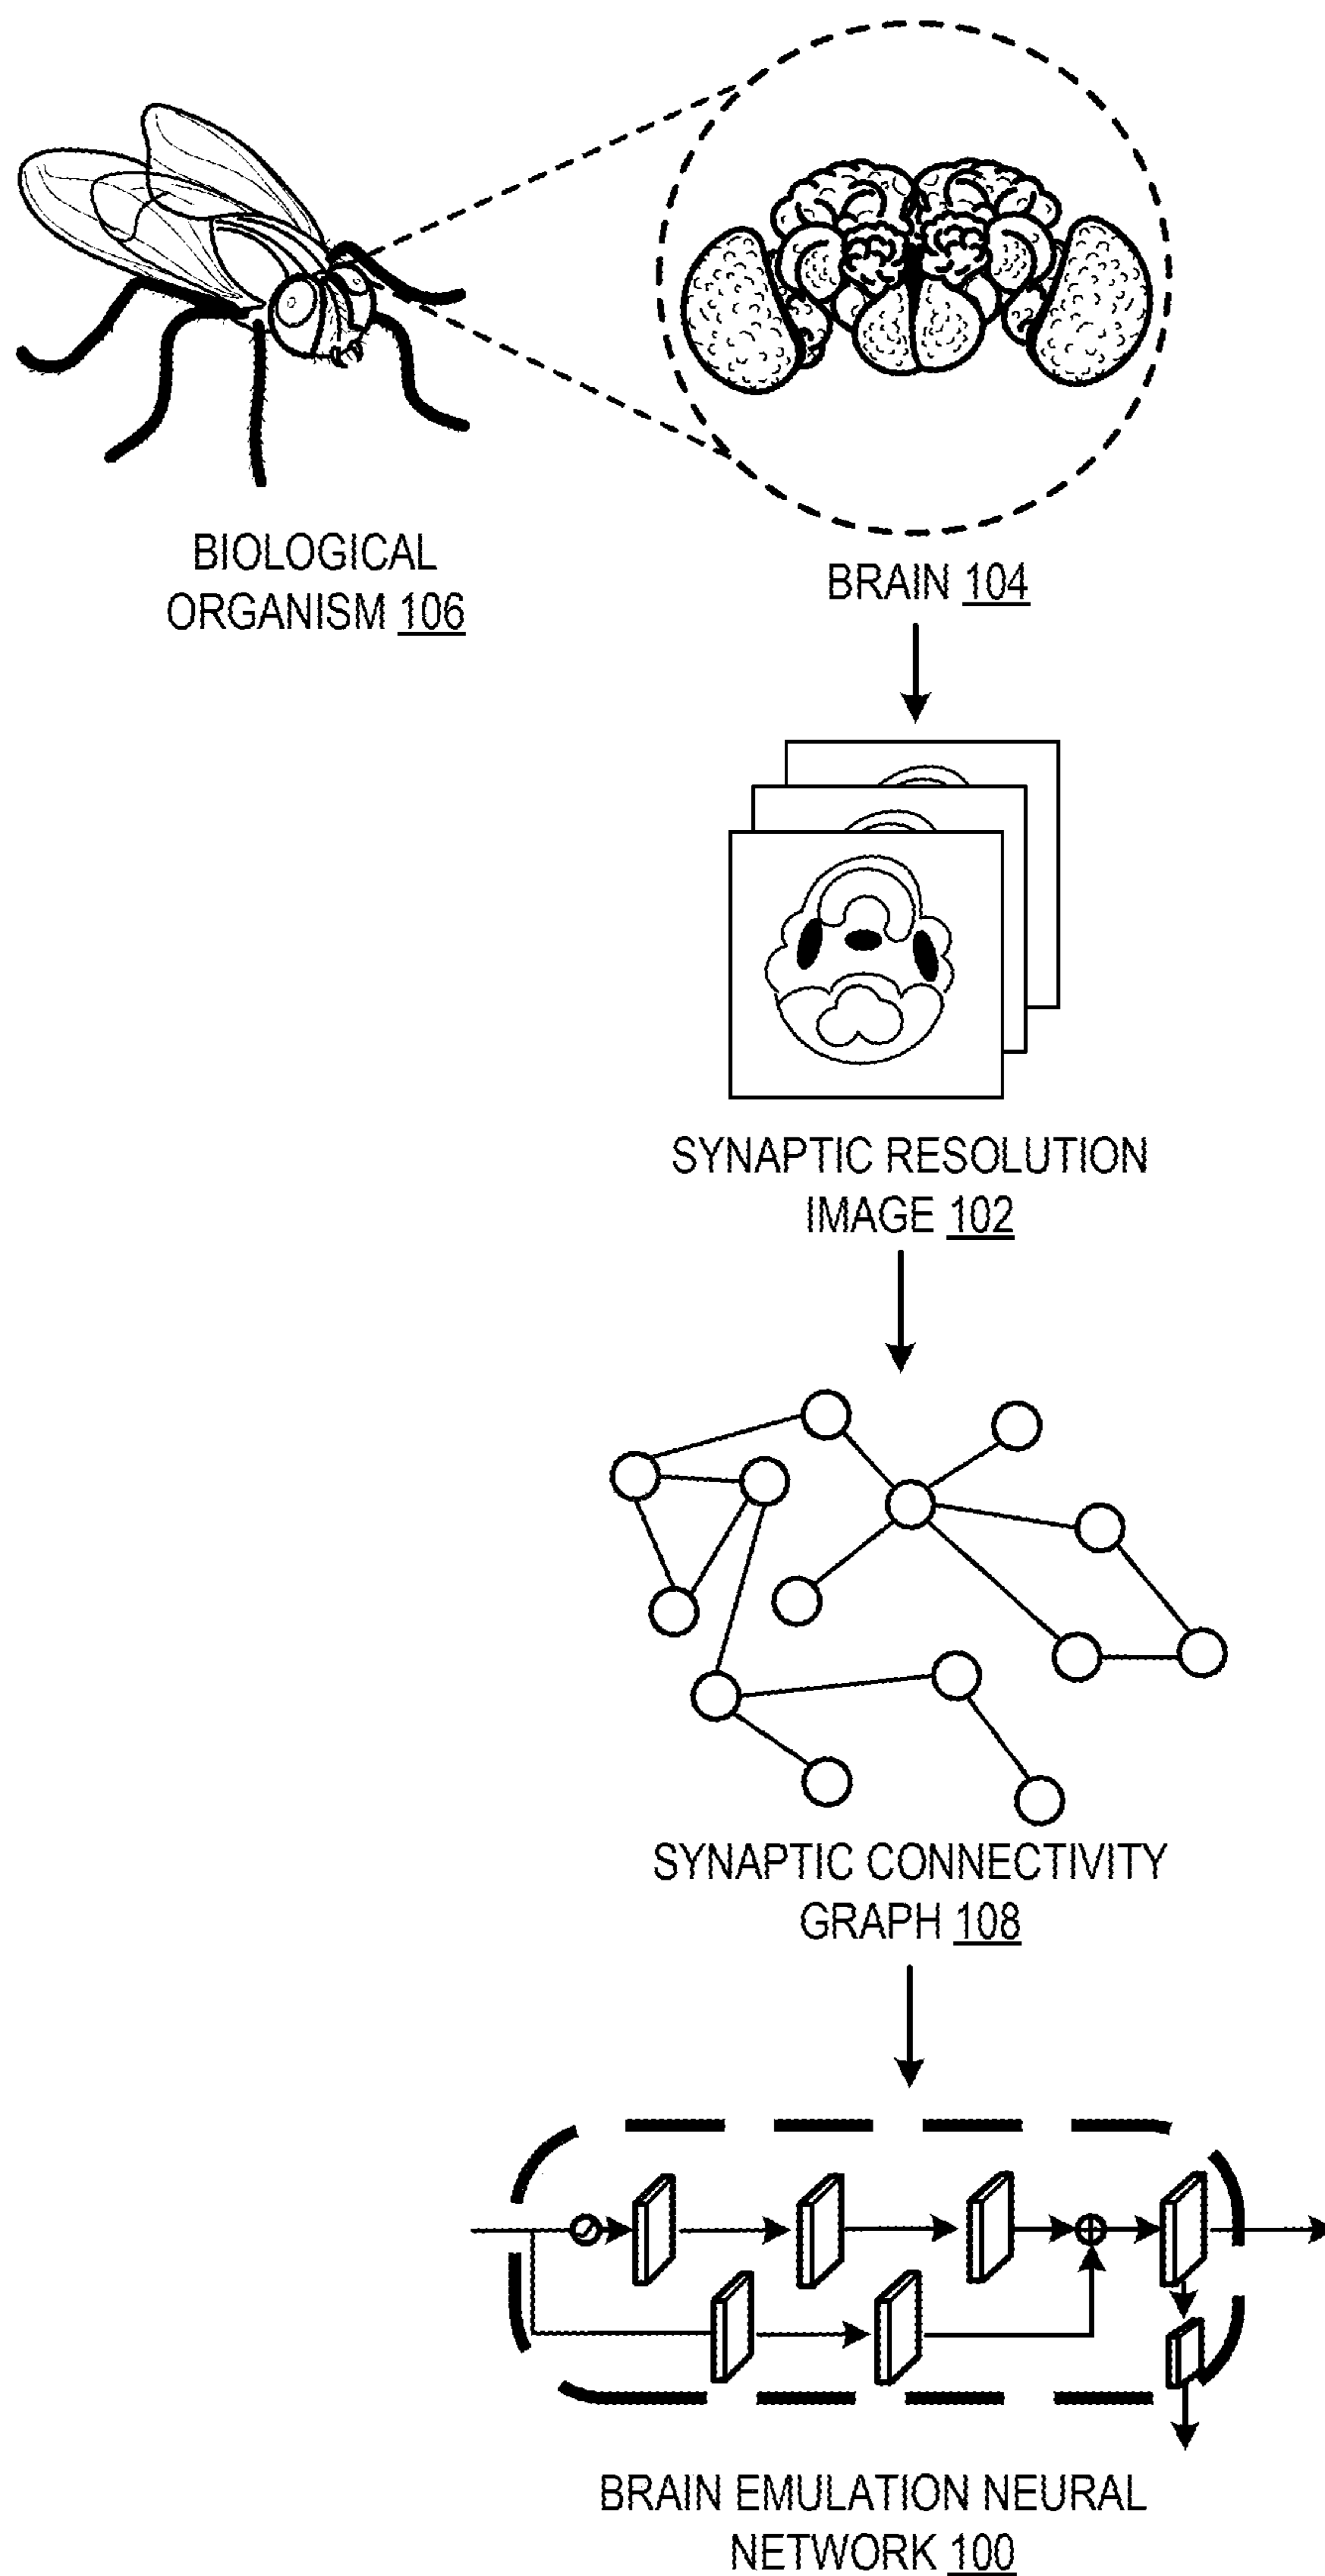 BIOLOGICAL
ORGANISM 106
BRAIN 104
SYNAPTIC RESOLUTION
IMAGE 102
SYNAPTIC CONNECTIVITY
GRAPH 108
BRAIN EMULATION NEURAL
NETWORK 100